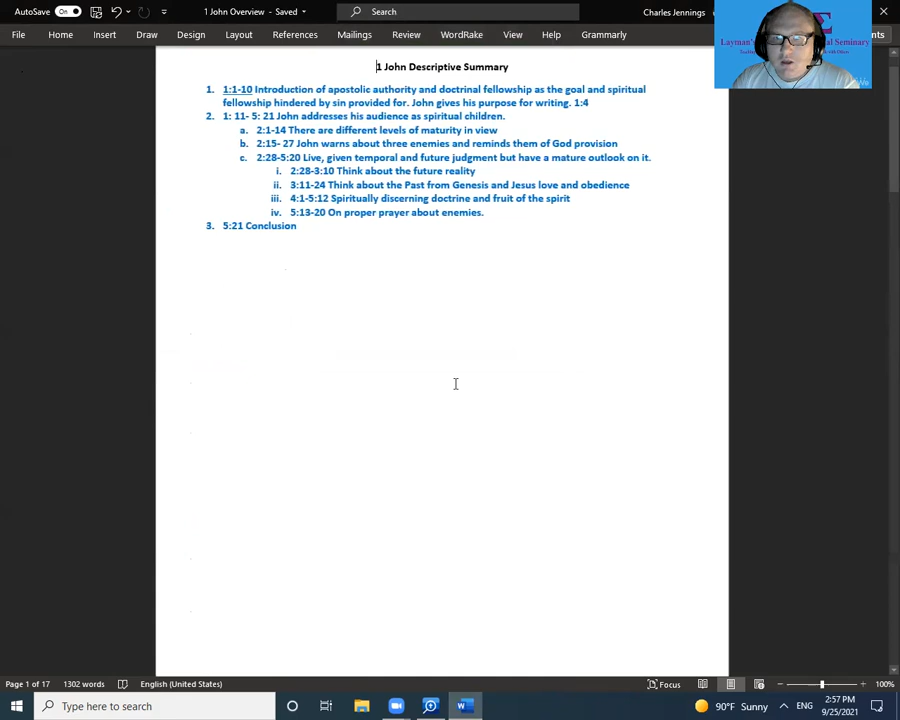 AutoSave On 1 John Overview - Saved Search Charles Jennings
File Home Insert Draw Design Layout References Mailings Review WordRake View Help Grammarly
Layman's Seminary
1 John Descriptive Summary
1. 1:1-10 Introduction of apostolic authority and doctrinal fellowship as the goal and spiritual
fellowship hindered by sin provided for. John gives his purpose for writing. 1:4
2. 1: 11- 5: 21 John addresses his audience as spiritual children.
a. 2:1-14 There are different levels of maturity in view
b. 2:15- 27 John warns about three enemies and reminds them of God provision
c. 2:28-5:20 Live, given temporal and future judgment but have a mature outlook on it.
i. 2:28-3:10 Think about the future reality
ii. 3:11-24 Think about the Past from Genesis and Jesus love and obedience
iii. 4:1-5:12 Spiritually discerning doctrine and fruit of the spirit
iv. 5:13-20 On proper prayer about enemies.
3. 5:21 Conclusion
Page 1 of 17 1302 words English (United States) Focus 100%
Type here to search 90°F Sunny ENG 2:57 PM
9/25/2021